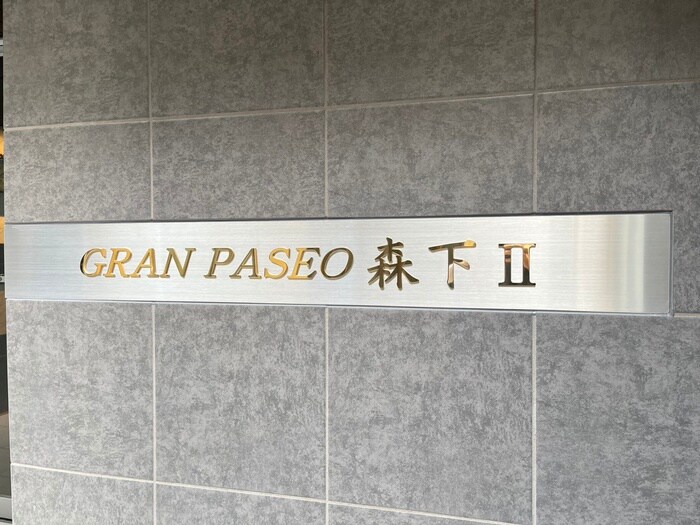 GRAN PASEO 森下 Ⅱ